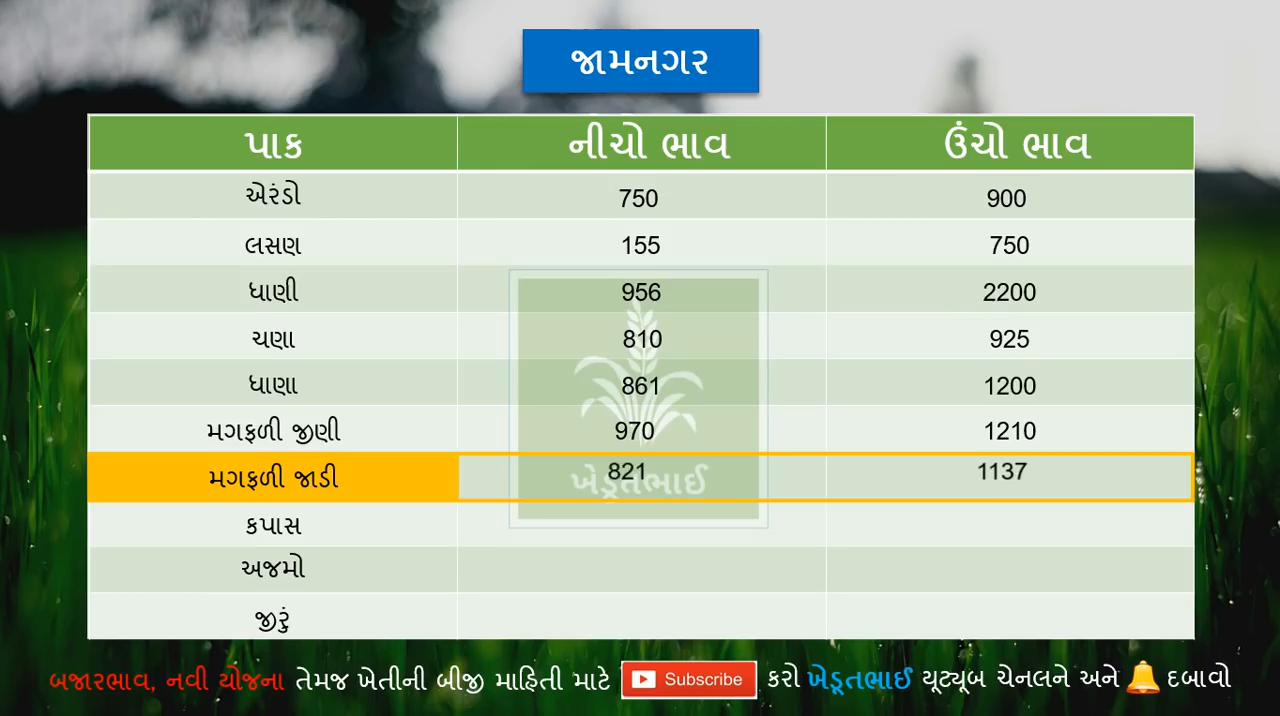 જામનગર
પાક નીચો ભાવ ઉંચો ભાવ
એરંડો 750 900
લસણ 155 750
ધાણી 956 2200
ચણા 810 925
ધાણા 861 1200
મગફળી જીણી 970 1210
મગફળી જાડી 821 1137
ખેડૂતભાઈ
કપાસ
અજમો
જીરું
બજારભાવ, નવી યોજના તેમજ ખેતીની બીજી માહિતી માટે Subscribe કરો ખેડૂતભાઈ યૂટ્યૂબ ચેનલને અને દબાવો